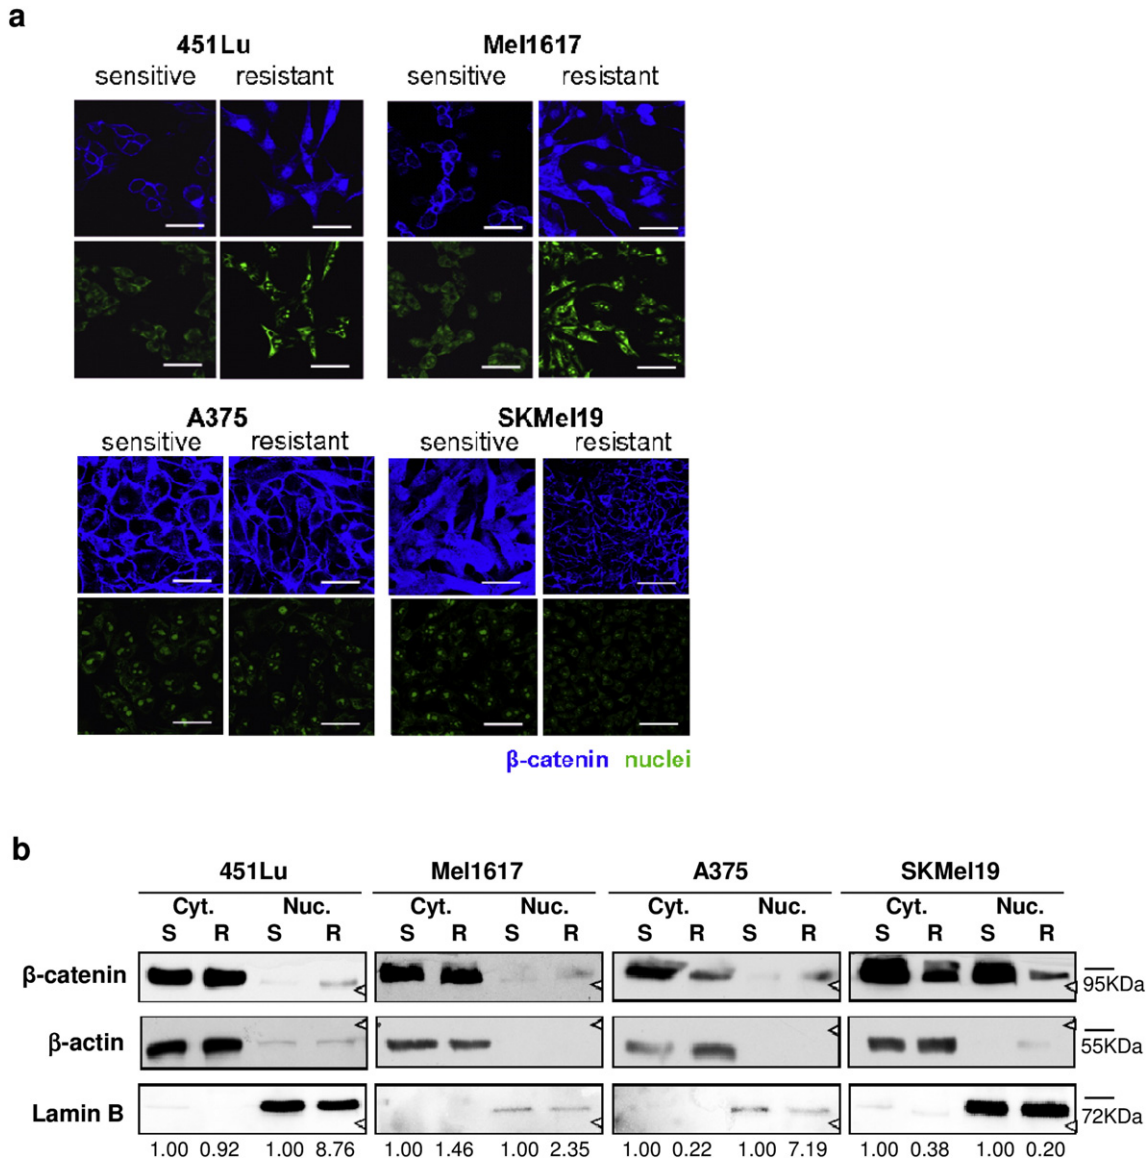 a
451Lu Mel1617
sensitive resistant sensitive resistant
A375 SKMel19
sensitive resistant sensitive resistant
β-catenin nuclei
b
451Lu Mel1617 A375 SKMel19
Cyt. Nuc. Cyt. Nuc. Cyt. Nuc. Cyt. Nuc.
S R S R S R S R S R S R S R S R
β-catenin 95KDa
β-actin 55KDa
Lamin B 72KDa
1.00 0.92 1.00 8.76 1.00 1.46 1.00 2.35 1.00 0.22 1.00 7.19 1.00 0.38 1.00 0.20